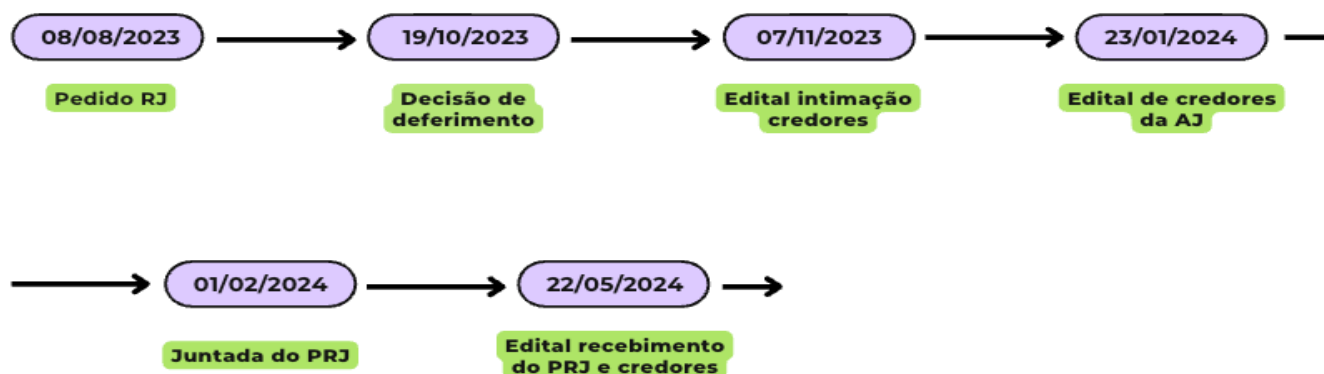 08/08/2023
19/10/2023
07/11/2023
23/01/2024
Pedido RJ
Decisão de
deferimento
Edital intimação
credores
Edital de credores
da AJ
01/02/2024
22/05/2024
Juntada do PRJ
Edital recebimento
do PRJ e credores